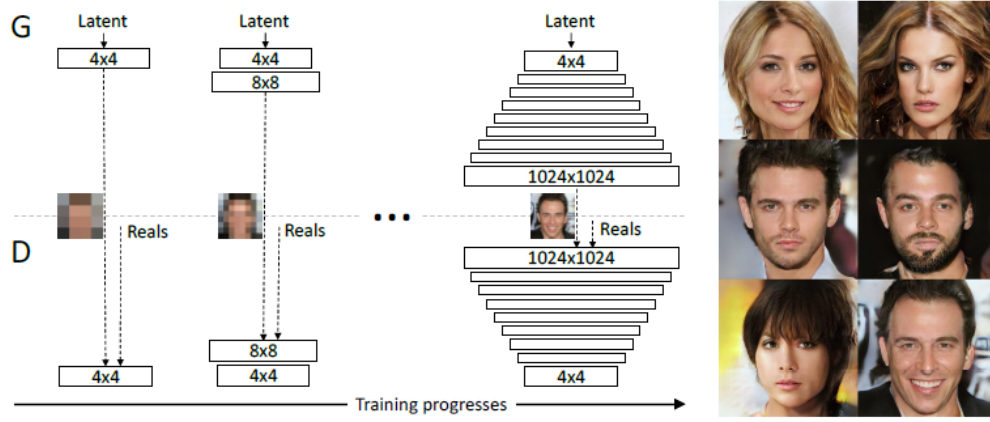 G
Latent
Latent
Latent
4x4
4x4
4x4
8x8
1024x1024
Reals
Reals
Reals
...
D
1024x1024
8x8
4x4
4x4
4x4
Training progresses